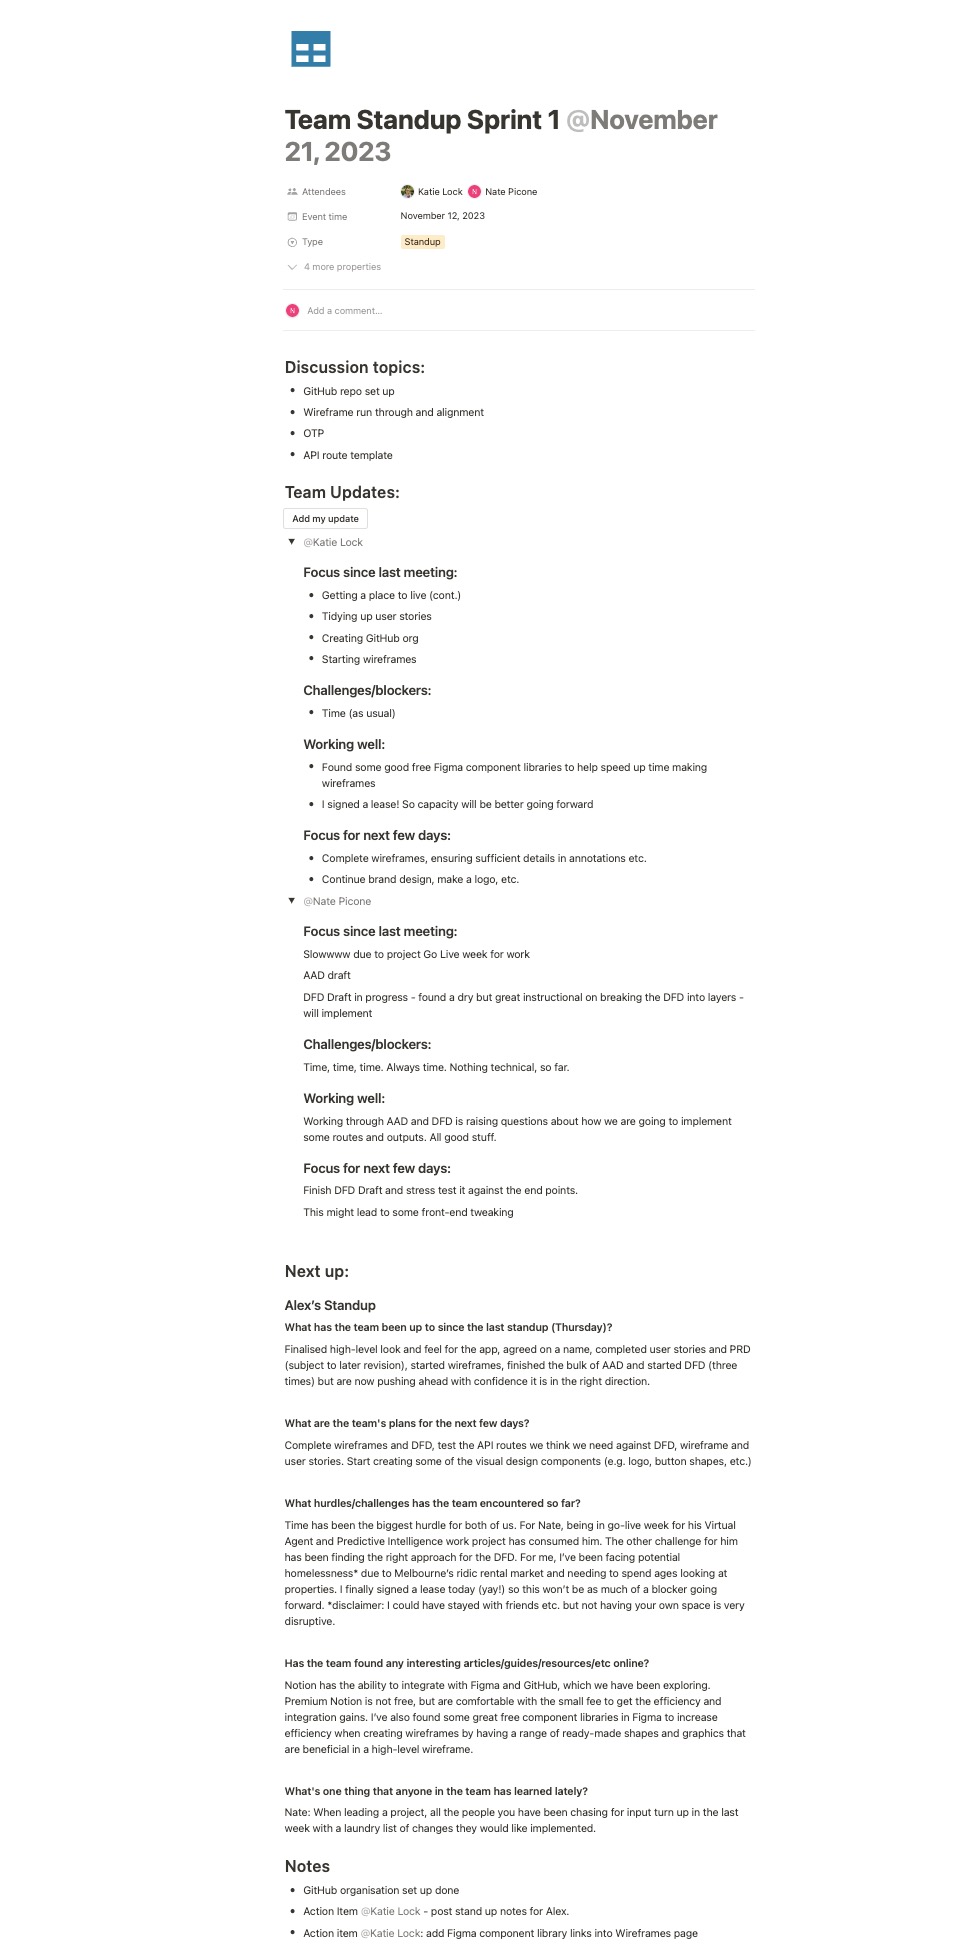 Team Standup Sprint 1 @November
21, 2023
Attendees Katie Lock N Nate Picone
Event time November 12, 2023
Type Standup
4 more properties
N Add a comment...
Discussion topics:
• GitHub repo set up
• Wireframe run through and alignment
• OTP
• API route template
Team Updates:
Add my update
▼ @Katie Lock
Focus since last meeting:
• Getting a place to live (cont.)
• Tidying up user stories
• Creating GitHub org
• Starting wireframes
Challenges/blockers:
• Time (as usual)
Working well:
• Found some good free Figma component libraries to help speed up time making
wireframes
• I signed a lease! So capacity will be better going forward
Focus for next few days:
• Complete wireframes, ensuring sufficient details in annotations etc.
• Continue brand design, make a logo, etc.
▼ @Nate Picone
Focus since last meeting:
Slowwww due to project Go Live week for work
AAD draft
DFD Draft in progress - found a dry but great instructional on breaking the DFD into layers -
will implement
Challenges/blockers:
Time, time, time. Always time. Nothing technical, so far.
Working well:
Working through AAD and DFD is raising questions about how we are going to implement
some routes and outputs. All good stuff.
Focus for next few days:
Finish DFD Draft and stress test it against the end points.
This might lead to some front-end tweaking
Next up:
Alex's Standup
What has the team been up to since the last standup (Thursday)?
Finalised high-level look and feel for the app, agreed on a name, completed user stories and PRD
(subject to later revision), started wireframes, finished the bulk of AAD and started DFD (three
times) but are now pushing ahead with confidence it is in the right direction.
What are the team's plans for the next few days?
Complete wireframes and DFD, test the API routes we think we need against DFD, wireframe and
user stories. Start creating some of the visual design components (e.g. logo, button shapes, etc.)
What hurdles/challenges has the team encountered so far?
Time has been the biggest hurdle for both of us. For Nate, being in go-live week for his Virtual
Agent and Predictive Intelligence work project has consumed him. The other challenge for him
has been finding the right approach for the DFD. For me, I've been facing potential
homelessness* due to Melbourne's ridic rental market and needing to spend ages looking at
properties. I finally signed a lease today (yay!) so this won't be as much of a blocker going
forward. *disclaimer: I could have stayed with friends etc. but not having your own space is very
disruptive.
Has the team found any interesting articles/guides/resources/etc online?
Notion has the ability to integrate with Figma and GitHub, which we have been exploring.
Premium Notion is not free, but are comfortable with the small fee to get the efficiency and
integration gains. I've also found some great free component libraries in Figma to increase
efficiency when creating wireframes by having a range of ready-made shapes and graphics that
are beneficial in a high-level wireframe.
What's one thing that anyone in the team has learned lately?
Nate: When leading a project, all the people you have been chasing for input turn up in the last
week with a laundry list of changes they would like implemented.
Notes
• GitHub organisation set up done
• Action Item @Katie Lock - post stand up notes for Alex.
• Action item @Katie Lock: add Figma component library links into Wireframes page